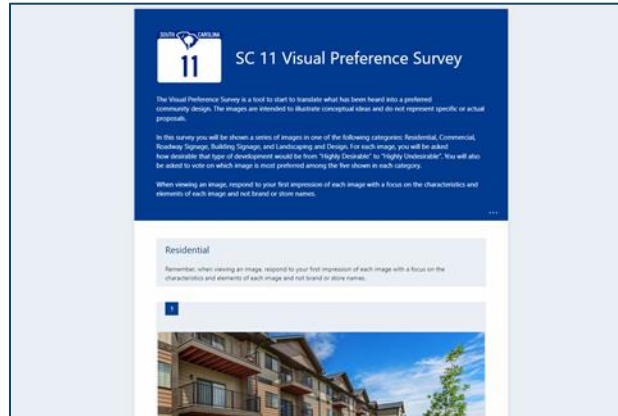 SOUTH CAROLINA
11
SC 11 Visual Preference Survey
The Visual Preference Survey is a tool to start to translate what has been heard into a preferred
community design. The images are intended to illustrate conceptual ideas and do not represent specific or actual
proposals.
In this survey you will be shown a series of images in one of the following categories: Residential, Commercial,
Roadway Signage, Building Signage, and Landscaping and Design. For each image, you will be asked
how desirable that type of development would be from "Highly Desirable" to "Highly Undesirable". You will also
be asked to vote on which image is most preferred among the five shown in each category.
When viewing an image, respond to your first impression of each image with a focus on the characteristics and
elements of each image and not brand or store names.
...
Residential
Remember, when viewing an image, respond to your first impression of each image with a focus on the
characteristics and elements of each image and not brand or store names.
1